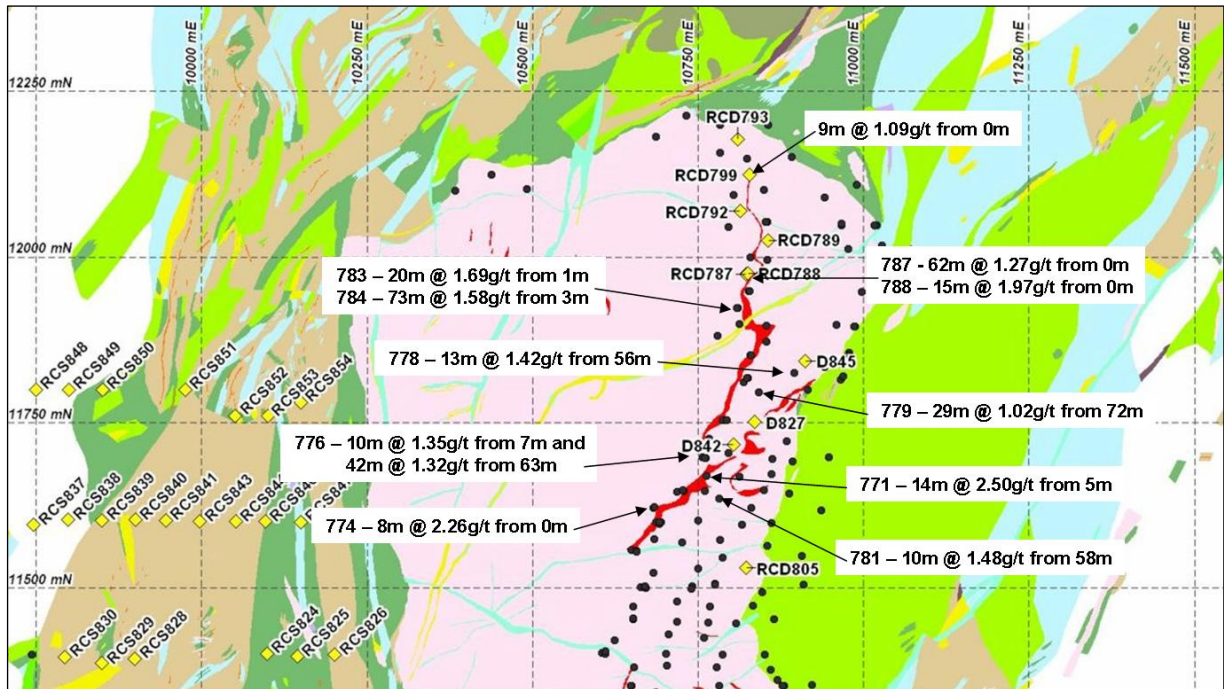 10000 mE
10250 mE
10500 mE
10750 mE
11000 mE
11250 mE
11500 mE
12250 mN
RCD793
9m @ 1.09g/t from 0m
RCD799
RCD792
RCD789
12000 mN
RCD787
RCD788
783 – 20m @ 1.69g/t from 1m
784 – 73m @ 1.58g/t from 3m
787 - 62m @ 1.27g/t from 0m
788 – 15m @ 1.97g/t from 0m
778 – 13m @ 1.42g/t from 56m
D845
RCS848
RCS849
RCS850
RCS851
RCS852
RCS853
RCS854
11750 mN
779 – 29m @ 1.02g/t from 72m
D827
D842
776 – 10m @ 1.35g/t from 7m and
42m @ 1.32g/t from 63m
771 – 14m @ 2.50g/t from 5m
RCS837
RCS838
RCS839
RCS840
RCS841
RCS843
774 – 8m @ 2.26g/t from 0m
781 – 10m @ 1.48g/t from 58m
RCD805
11500 mN
RCS830
RCS829
RCS828
RCS824
RCS825
RCS826